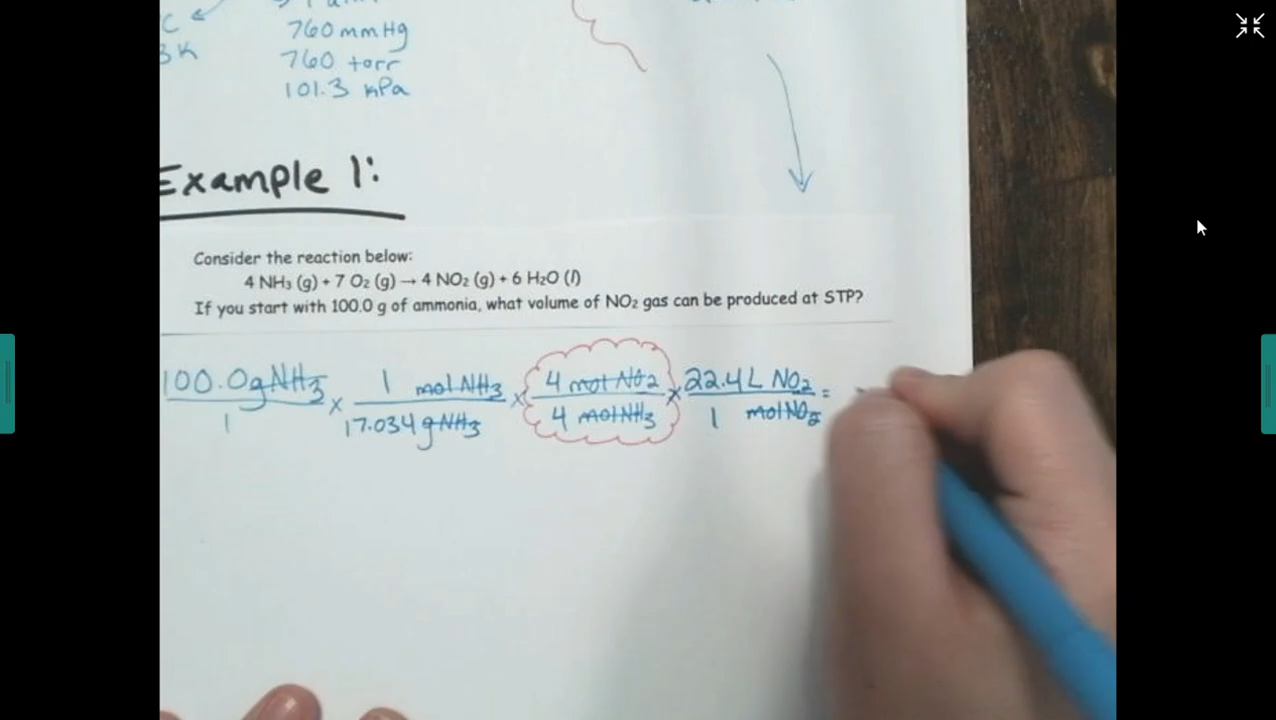 760 mmHg
3K
760 torr
101.3 kPa
Example 1:
Consider the reaction below:
4 NH₃ (g) + 7 O₂ (g) → 4 NO₂ (g) + 6 H₂O (l)
If you start with 100.0 g of ammonia, what volume of NO₂ gas can be produced at STP?
100.0g NH₃ × 1 mol NH₃ × 4 mol NO₂ × 22.4 L NO₂ =
1 17.034 g NH₃ 4 mol NH₃ 1 mol NO₂